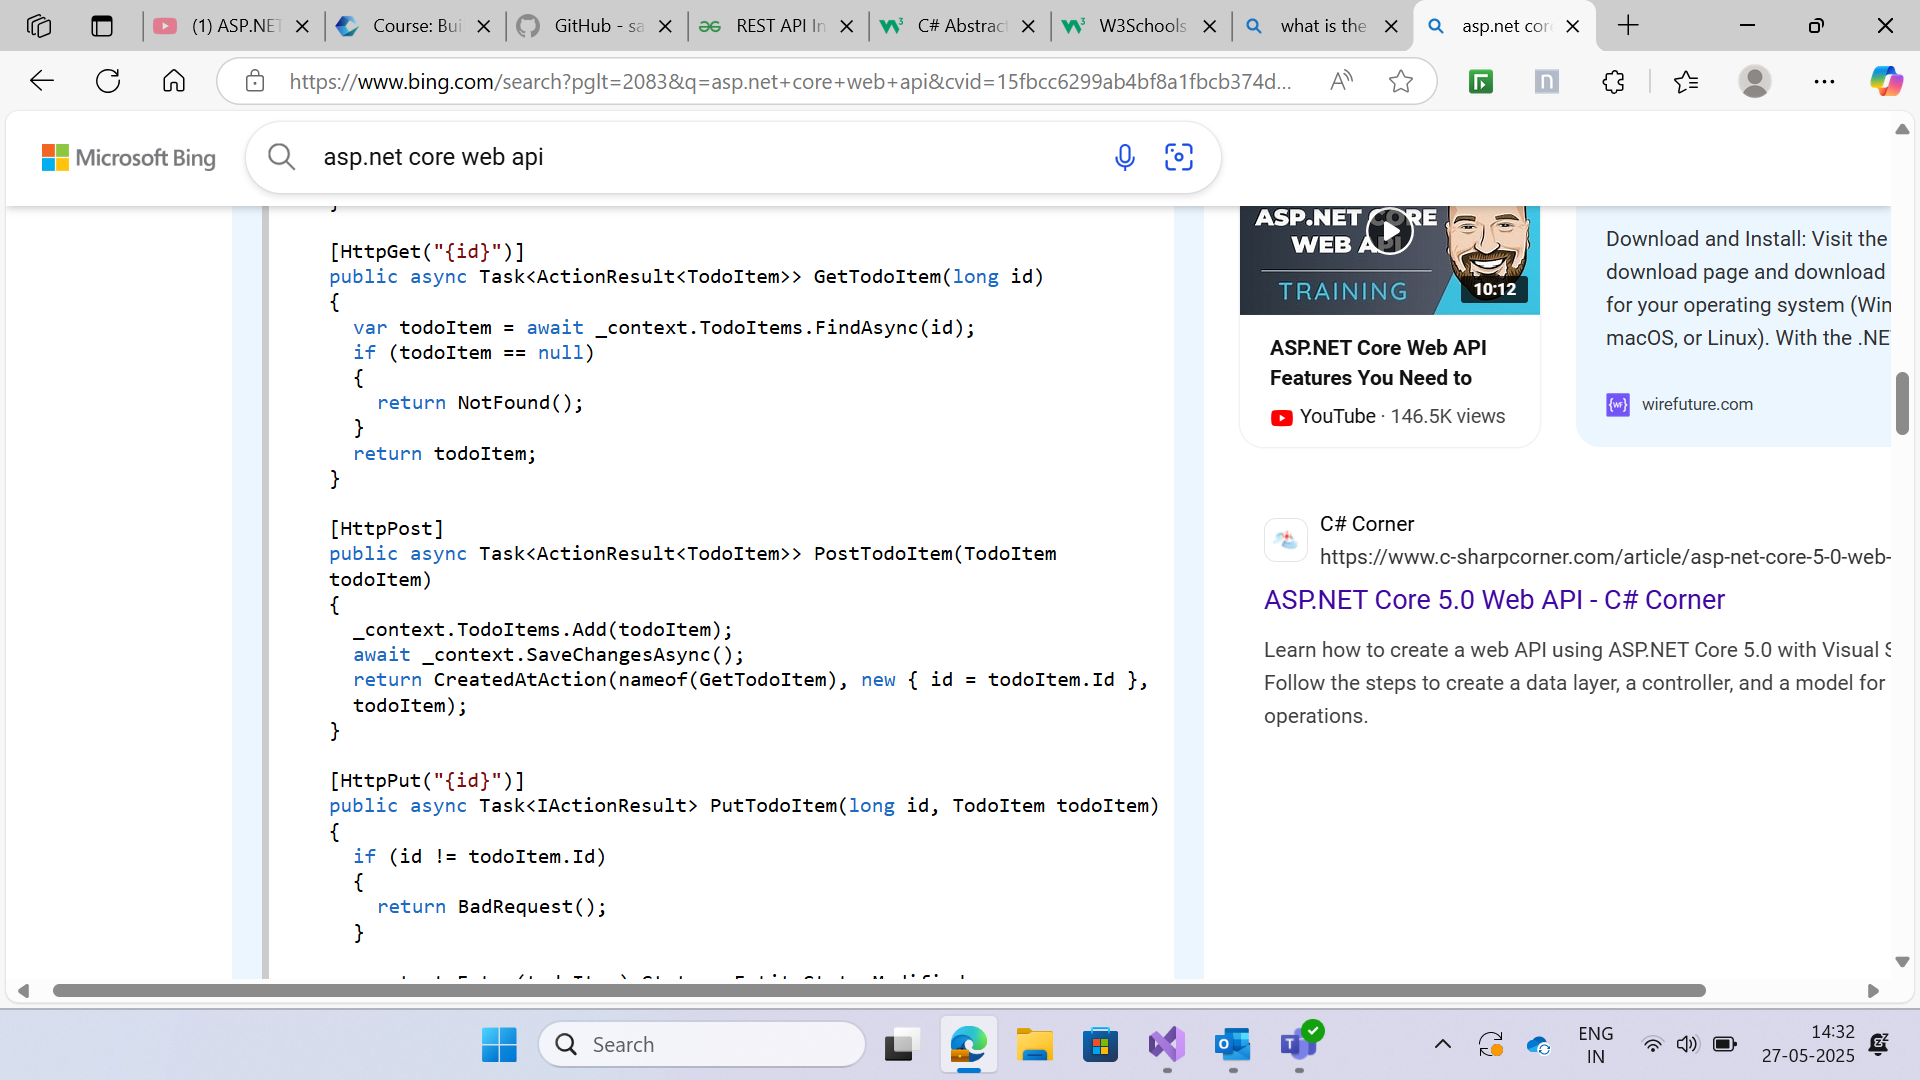 (1) ASP.NET
Course: Bui
GitHub - sa
REST API In
C# Abstract
W3Schools
what is the
asp.net core
https://www.bing.com/search?pglt=2083&q=asp.net+core+web+api&cvid=15fbcc6299ab4bf8a1fbcb374d...
Microsoft Bing
asp.net core web api
}
[HttpGet("{id}")]
public async Task<ActionResult<TodoItem>> GetTodoItem(long id)
{
var todoItem = await _context.TodoItems.FindAsync(id);
if (todoItem == null)
{
return NotFound();
}
return todoItem;
}
[HttpPost]
public async Task<ActionResult<TodoItem>> PostTodoItem(TodoItem
todoItem)
{
_context.TodoItems.Add(todoItem);
await _context.SaveChangesAsync();
return CreatedAtAction(nameof(GetTodoItem), new { id = todoItem.Id },
todoItem);
}
[HttpPut("{id}")]
public async Task<IActionResult> PutTodoItem(long id, TodoItem todoItem)
{
if (id != todoItem.Id)
{
return BadRequest();
}
ASP.NET CORE
WEB API
TRAINING
10:12
ASP.NET Core Web API
Features You Need to
YouTube · 146.5K views
Download and Install: Visit the
download page and download
for your operating system (Win
macOS, or Linux). With the .NE
{WF}
wirefuture.com
C# Corner
https://www.c-sharpcorner.com/article/asp-net-core-5-0-web-
ASP.NET Core 5.0 Web API - C# Corner
Learn how to create a web API using ASP.NET Core 5.0 with Visual S
Follow the steps to create a data layer, a controller, and a model for
operations.
Search
ENG
IN
14:32
27-05-2025